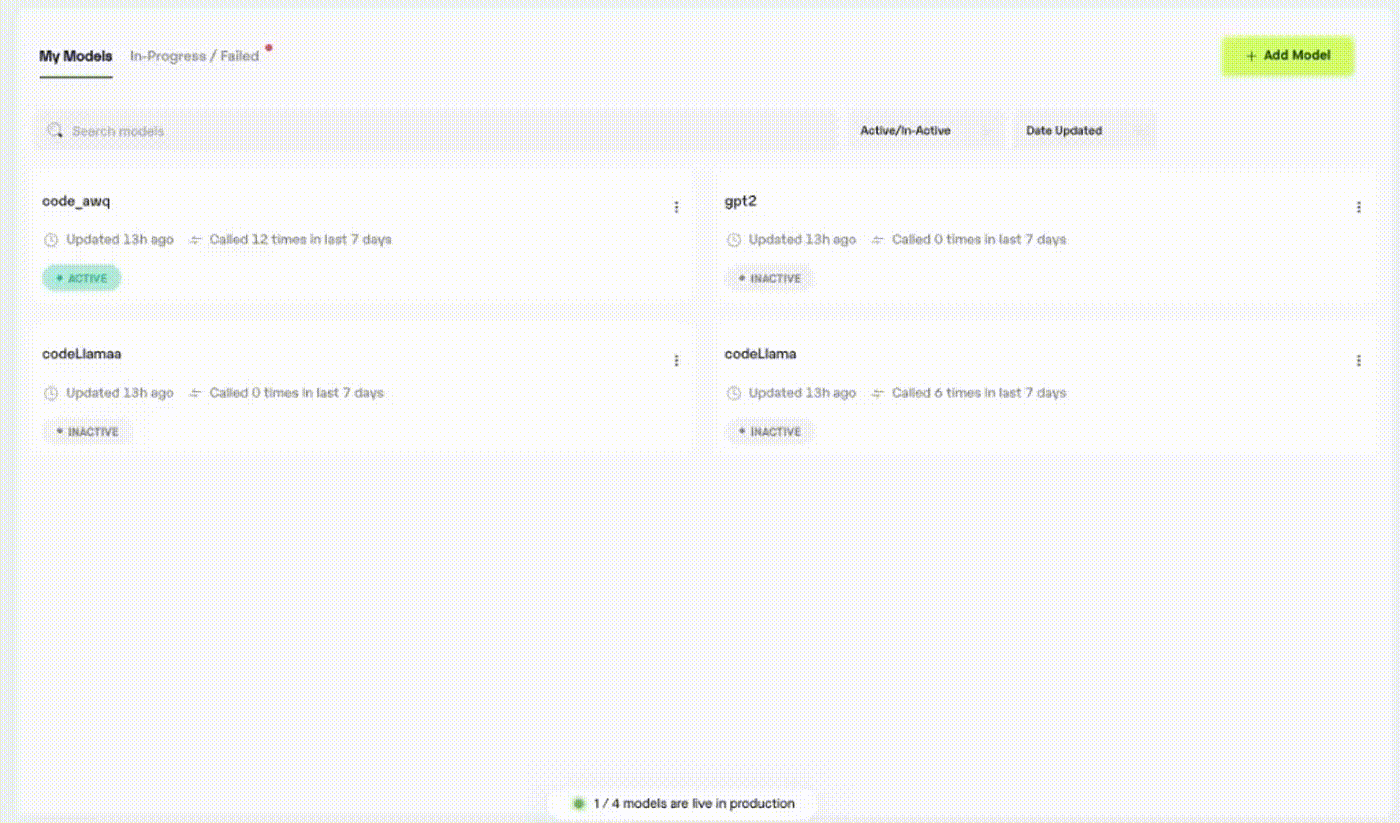 My Models In-Progress / Failed + Add Model
Search models Active/In-Active Date Updated
code_awq
Updated 13h ago Called 12 times in last 7 days
ACTIVE
gpt2
Updated 13h ago Called 0 times in last 7 days
INACTIVE
codeLlamaa
Updated 13h ago Called 0 times in last 7 days
INACTIVE
codeLlama
Updated 13h ago Called 6 times in last 7 days
INACTIVE
1 / 4 models are live in production